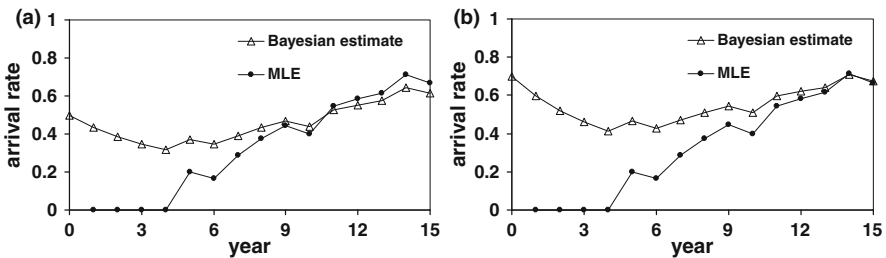 (a)
1
0.8
0.6
0.4
0.2
0
arrival rate
Bayesian estimate
MLE
0 3 6 9 12 15
year
(b)
1
0.8
0.6
0.4
0.2
0
arrival rate
Bayesian estimate
MLE
0 3 6 9 12 15
year